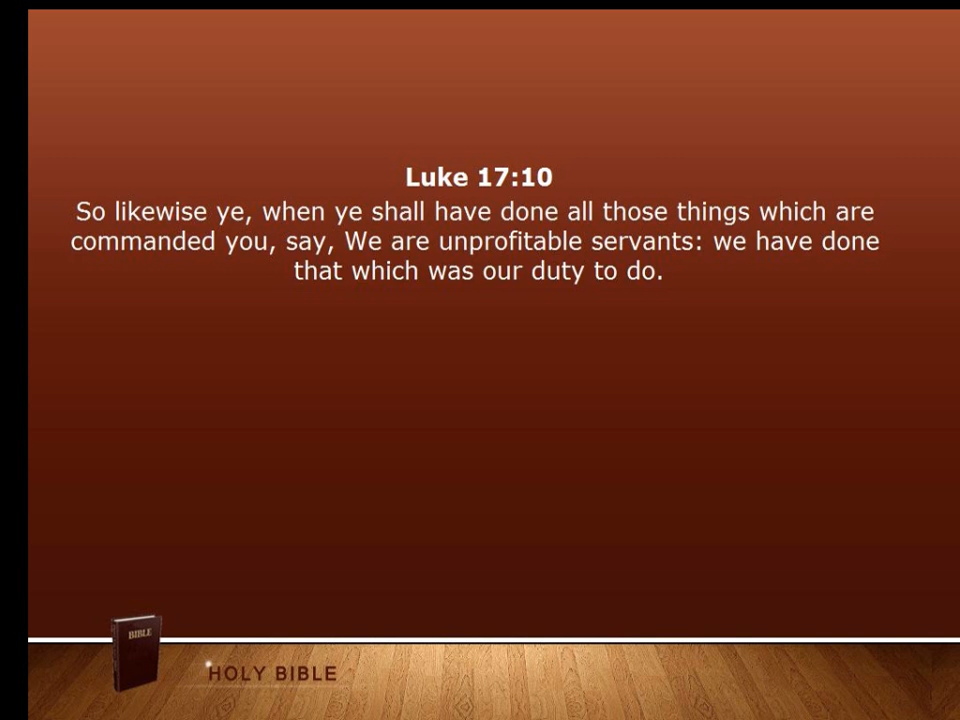 Luke 17:10
So likewise ye, when ye shall have done all those things which are
commanded you, say, We are unprofitable servants: we have done
that which was our duty to do.
BIBLE
HOLY BIBLE